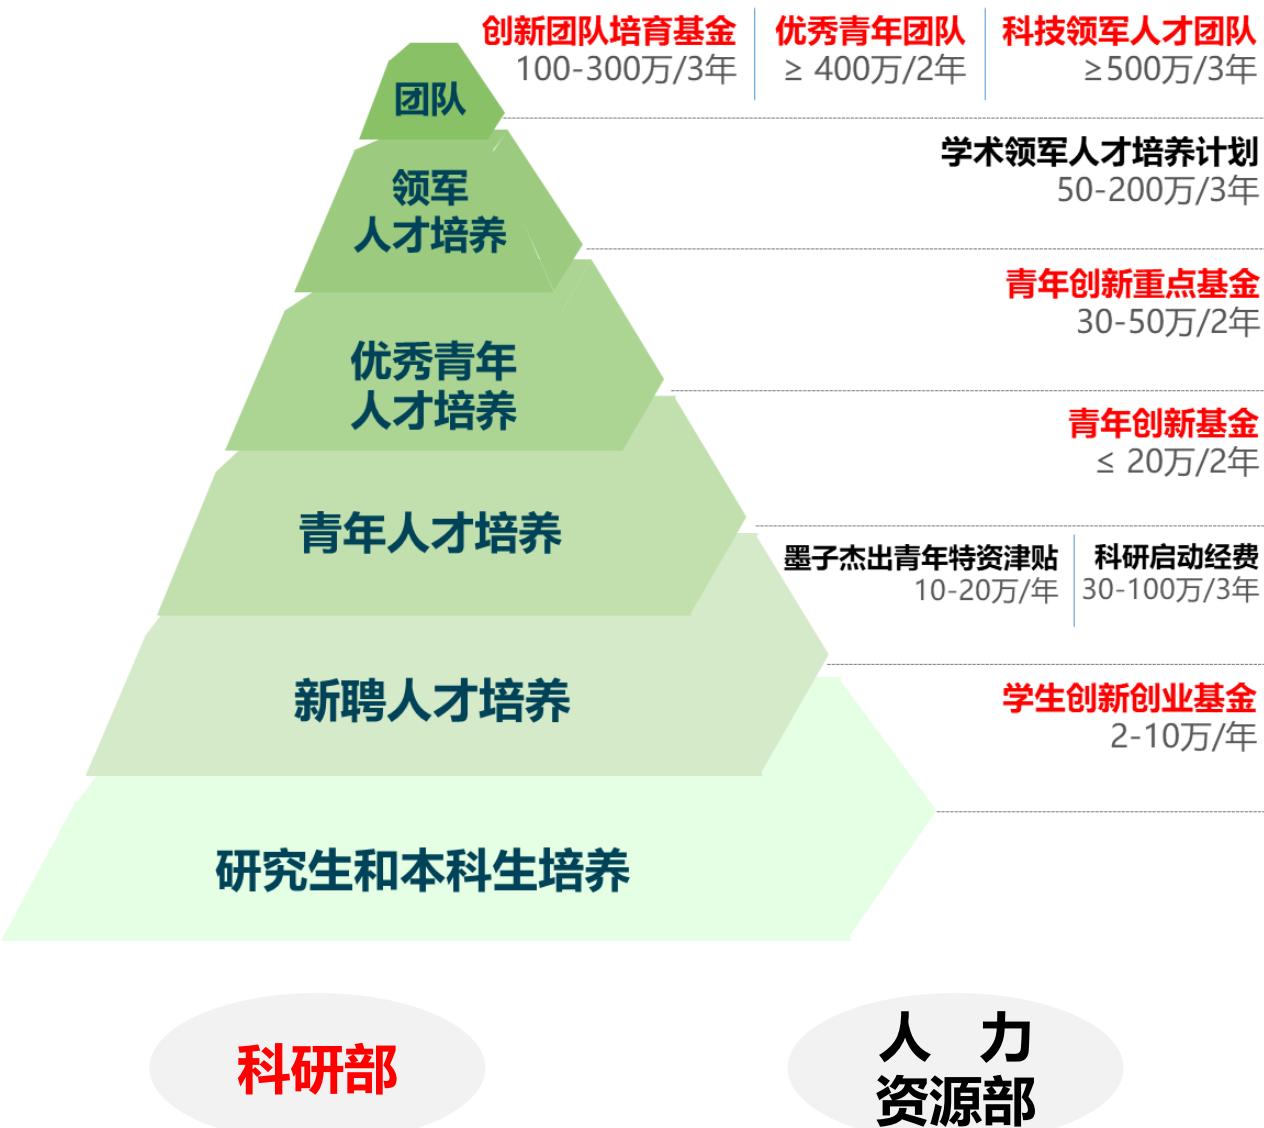 创新团队培育基金
100-300万/3年
优秀青年团队
≥ 400万/2年
科技领军人才团队
≥500万/3年
团队
学术领军人才培养计划
50-200万/3年
领军
人才培养
青年创新重点基金
30-50万/2年
优秀青年
人才培养
青年创新基金
≤ 20万/2年
青年人才培养
墨子杰出青年特资津贴
10-20万/年
科研启动经费
30-100万/3年
新聘人才培养
学生创新创业基金
2-10万/年
研究生和本科生培养
科研部
人 力
资源部